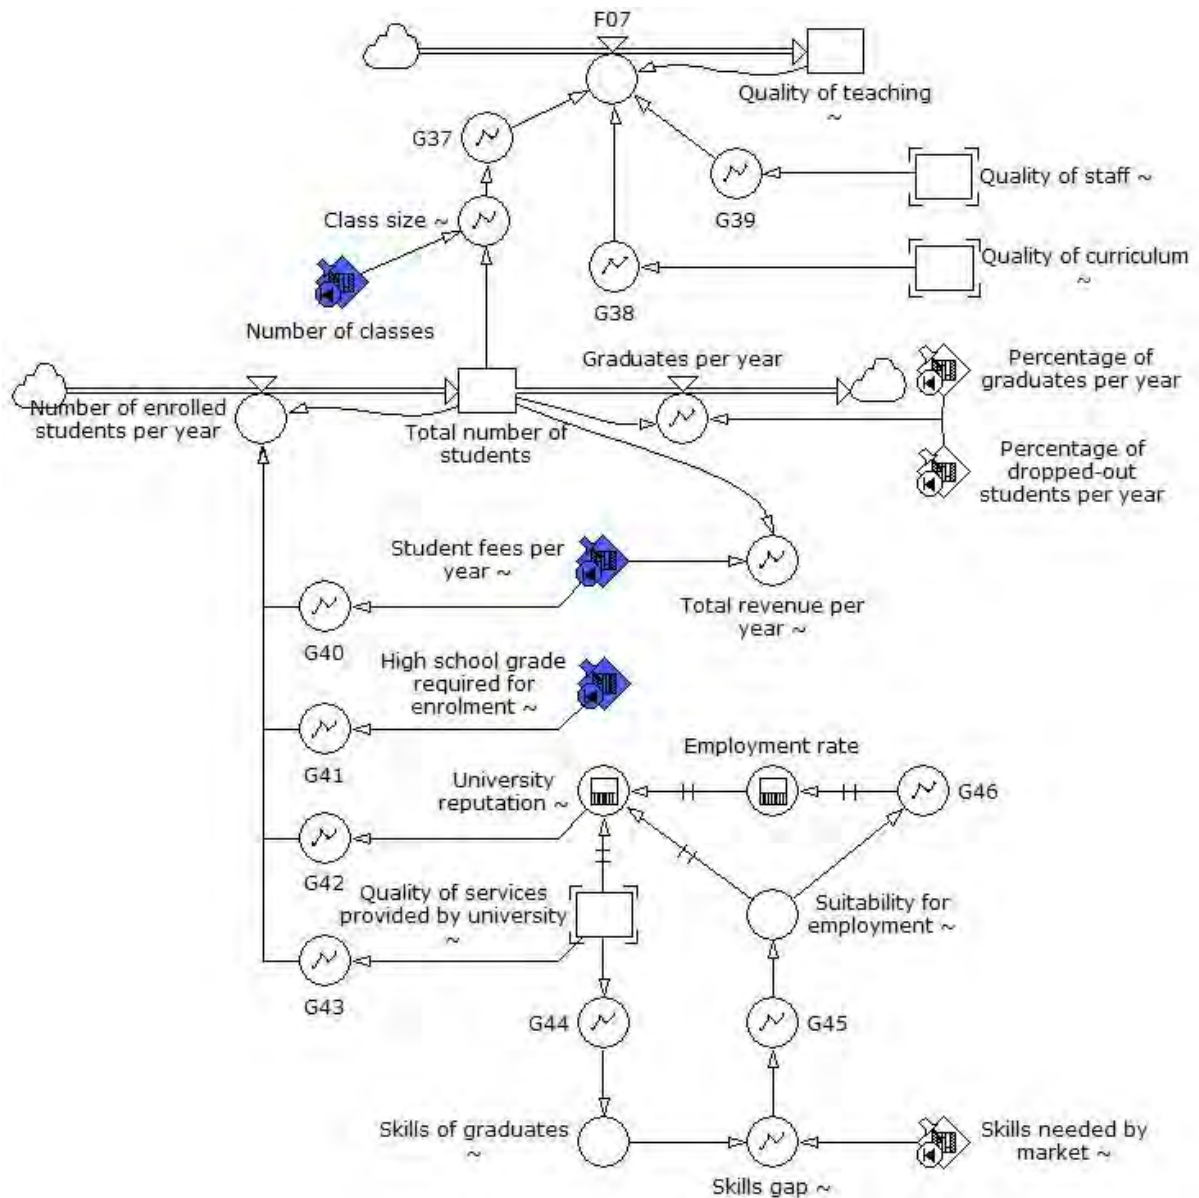 F07
Quality of teaching
~
G37
Quality of staff ~
G39
Class size ~
Quality of curriculum
~
G38
Number of classes
Graduates per year
Percentage of
graduates per year
Number of enrolled
students per year
Total number of
students
Percentage of
dropped-out
students per year
Student fees per
year ~
Total revenue per
year ~
G40
High school grade
required for
enrolment ~
G41
Employment rate
University
reputation ~
G46
G42
Quality of services
provided by university
~
Suitability for
employment ~
G43
G44
G45
Skills of graduates
~
Skills needed by
market ~
Skills gap ~